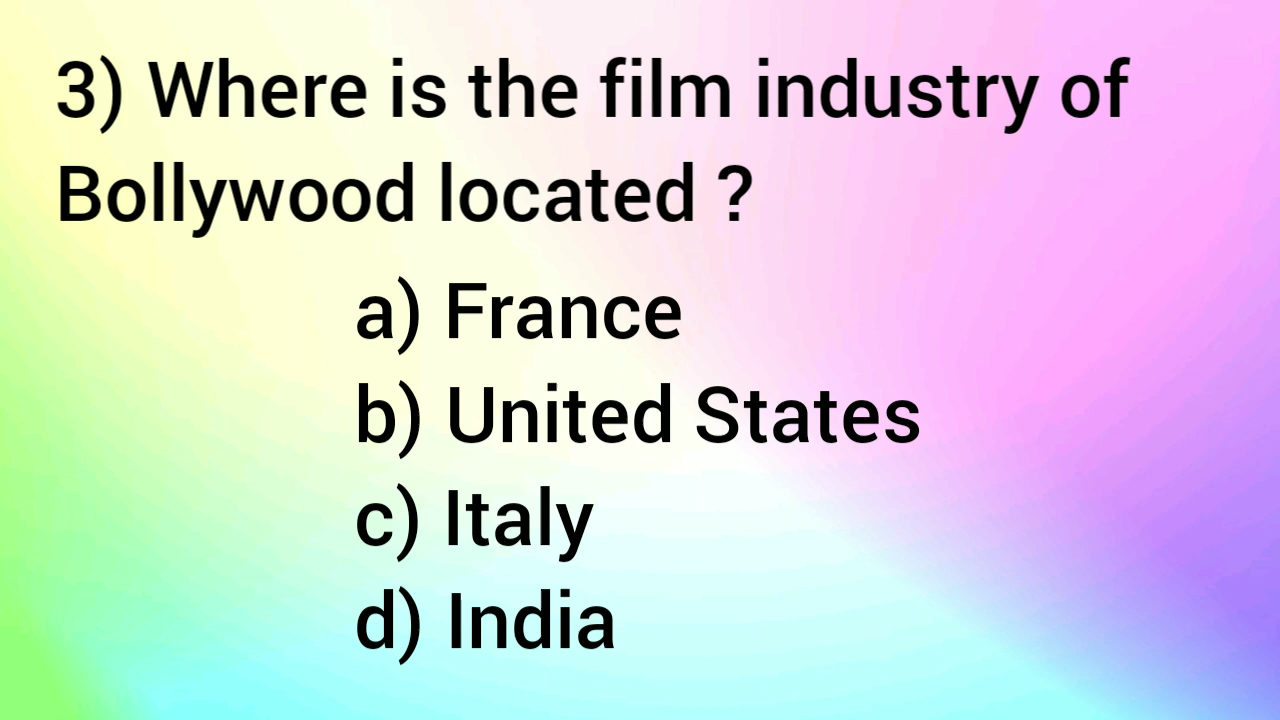 3) Where is the film industry of
Bollywood located ?
a) France
b) United States
c) Italy
d) India